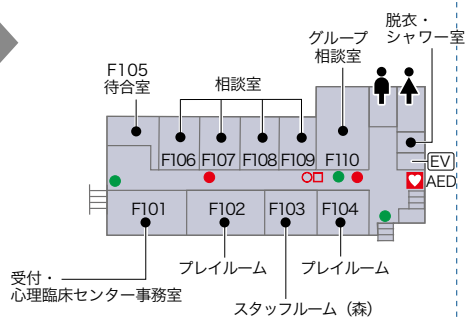 脱衣・
シャワー室
グループ
相談室
F105
待合室
相談室
F106
F107
F108
F109
F110
EV
AED
F101
F102
F103
F104
プレイルーム
プレイルーム
受付・
心理臨床センター事務室
スタッフルーム（森）